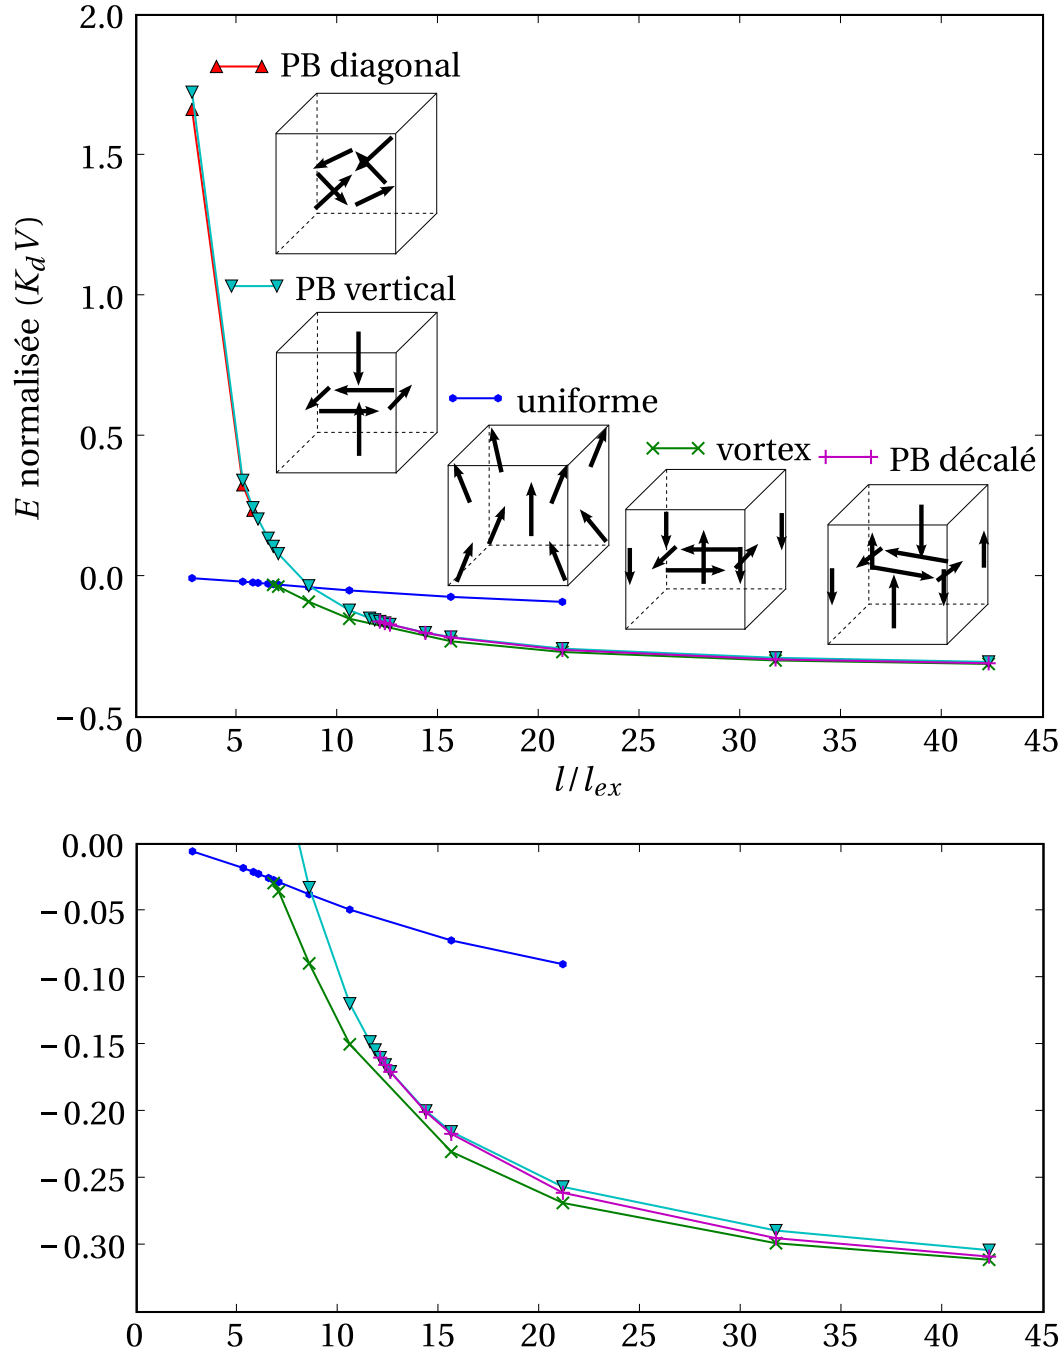 2.0
PB diagonal
1.5
E normalisée (K_d V)
1.0
PB vertical
uniforme
0.5
vortex
PB décalé
0.0
−0.5
0 5 10 15 20 25 30 35 40 45
l/l_ex
0.00
−0.05
−0.10
−0.15
−0.20
−0.25
−0.30
0 5 10 15 20 25 30 35 40 45